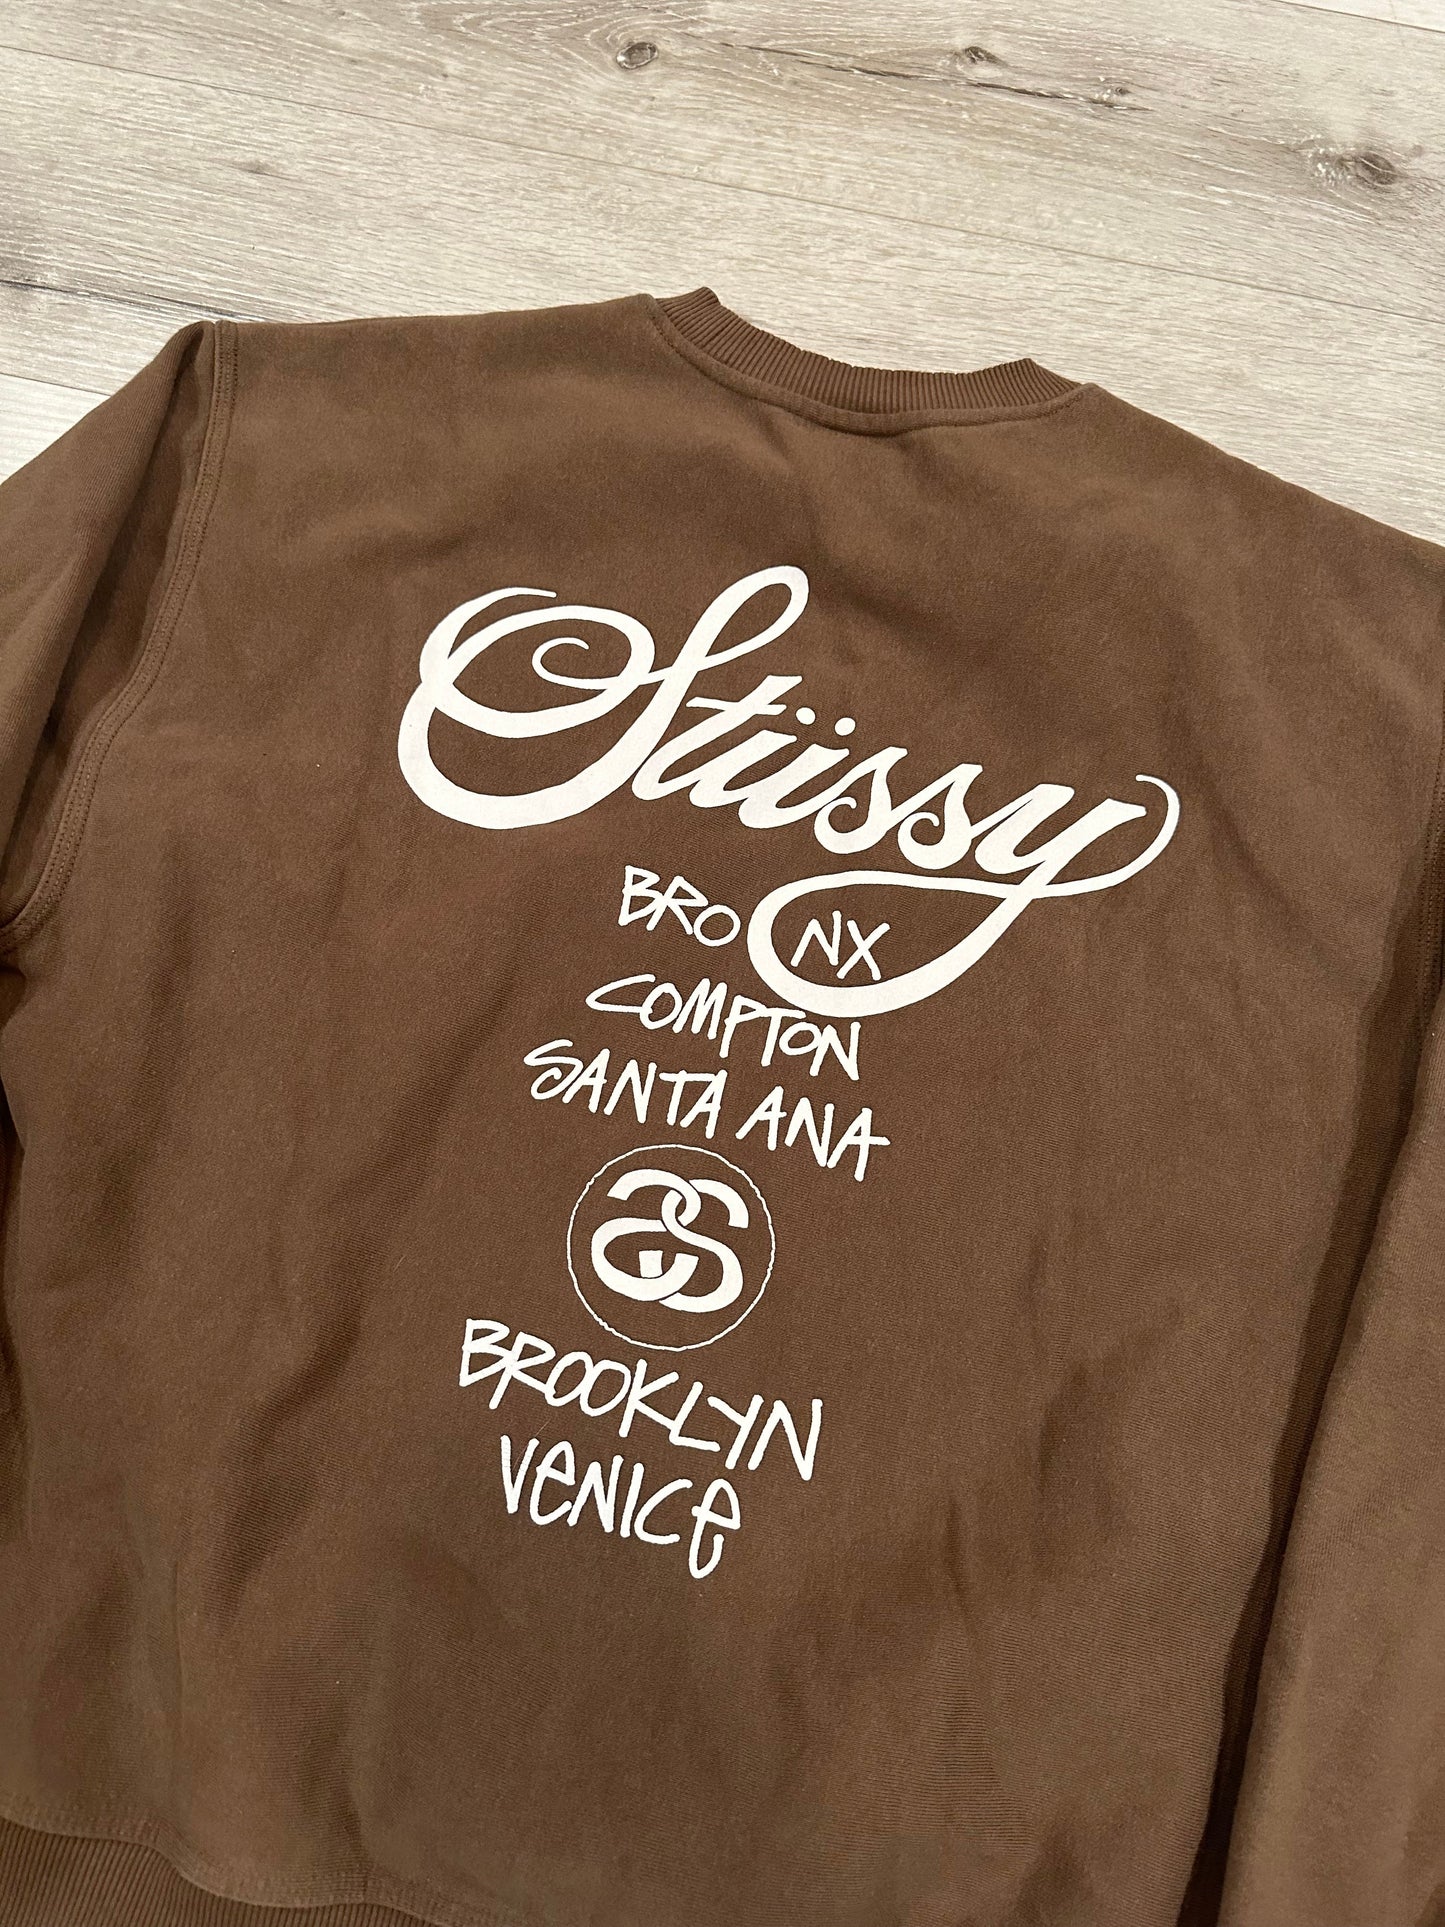 Stüssy
BRONX
COMPTON
SANTA ANA
SS
BROOKLYN
VENICE